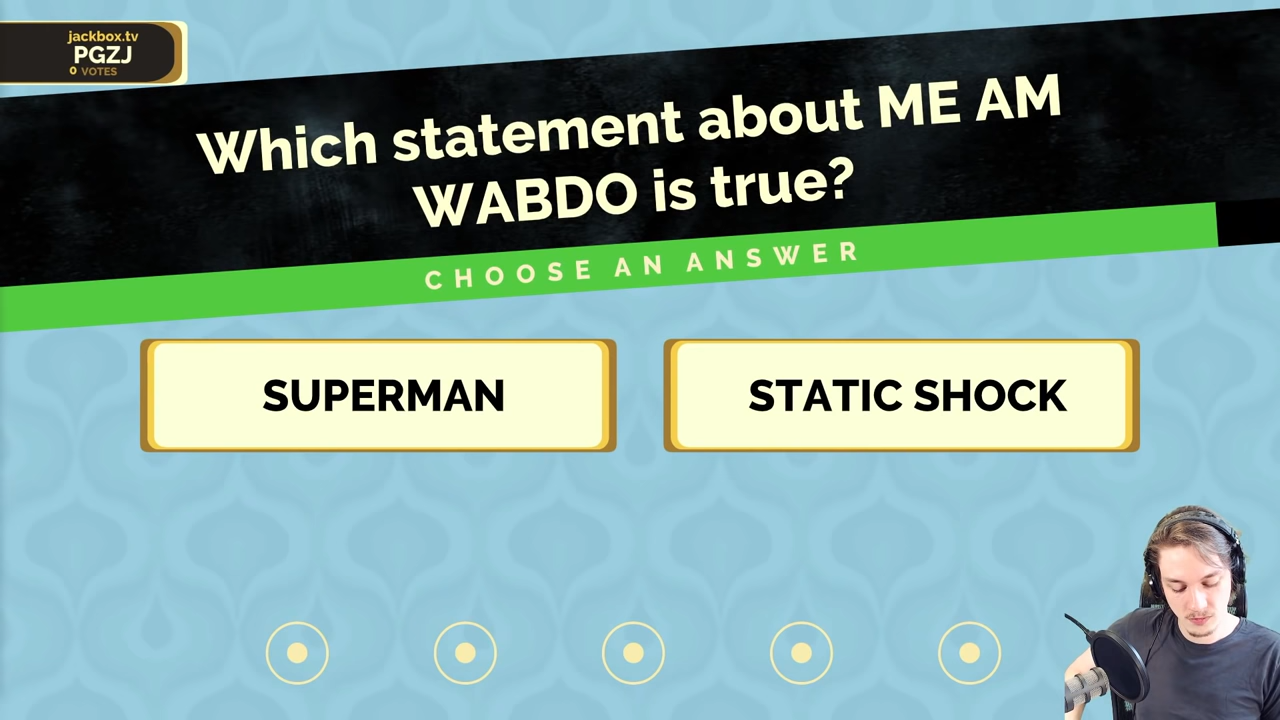 jackbox.tv
PGZJ
0 VOTES
Which statement about ME AM
WABDO is true?
CHOOSE AN ANSWER
SUPERMAN
STATIC SHOCK